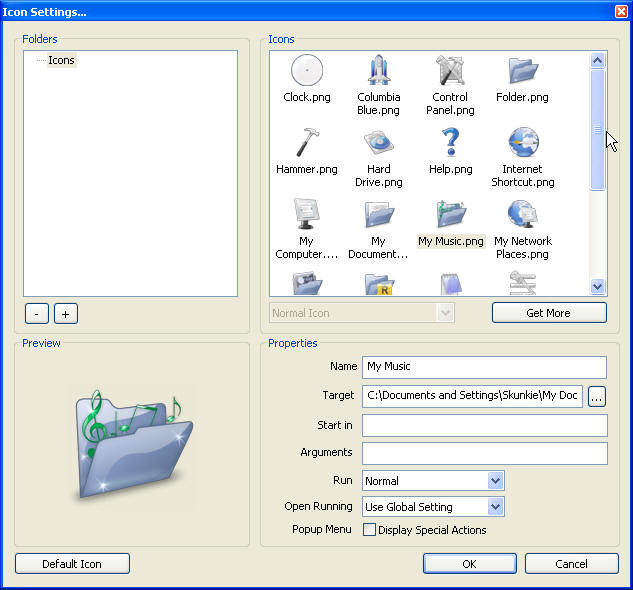 Icon Settings...
Folders
Icons
- +
Icons
Clock.png
Columbia
Blue.png
Control
Panel.png
Folder.png
Hammer.png
Hard
Drive.png
Help.png
Internet
Shortcut.png
My
Computer....
My
Document...
My Music.png
My Network
Places.png
R
Normal Icon
Get More
Preview
Properties
Name My Music
Target C:\Documents and Settings\Skunkie\My Doc ...
Start in
Arguments
Run Normal
Open Running Use Global Setting
Popup Menu Display Special Actions
Default Icon
OK
Cancel